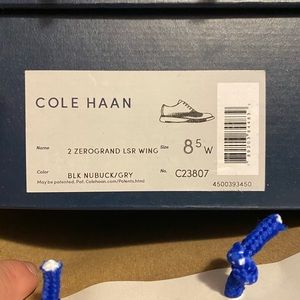 COLE HAAN
Name 2 ZEROGRAND LSR WING Size 8.5 W
Color BLK NUBUCK/GRY No. C23807
May be patented. Pat. Colehaan.com/Patents.html
4500393450